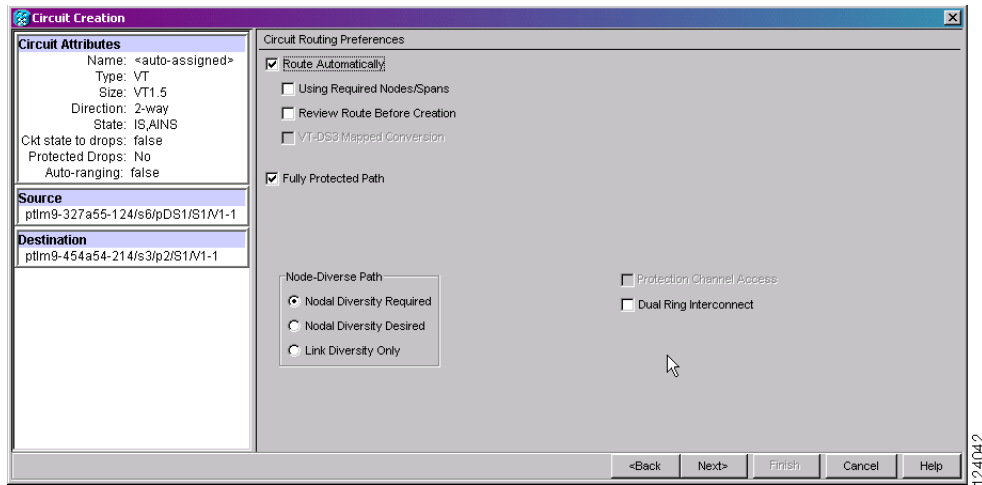 Circuit Creation
Circuit Attributes
Name: <auto-assigned>
Type: VT
Size: VT1.5
Direction: 2-way
State: IS,AINS
Ckt state to drops: false
Protected Drops: No
Auto-ranging: false
Source
ptlm9-327a55-124/s6/pDS1/S1/V1-1
Destination
ptlm9-454a54-214/s3/p2/S1/V1-1
Circuit Routing Preferences
Route Automatically
Using Required Nodes/Spans
Review Route Before Creation
VT-DS3 Mapped Conversion
Fully Protected Path
Node-Diverse Path
Nodal Diversity Required
Nodal Diversity Desired
Link Diversity Only
Protection Channel Access
Dual Ring Interconnect
<Back
Next>
Finish
Cancel
Help
124042